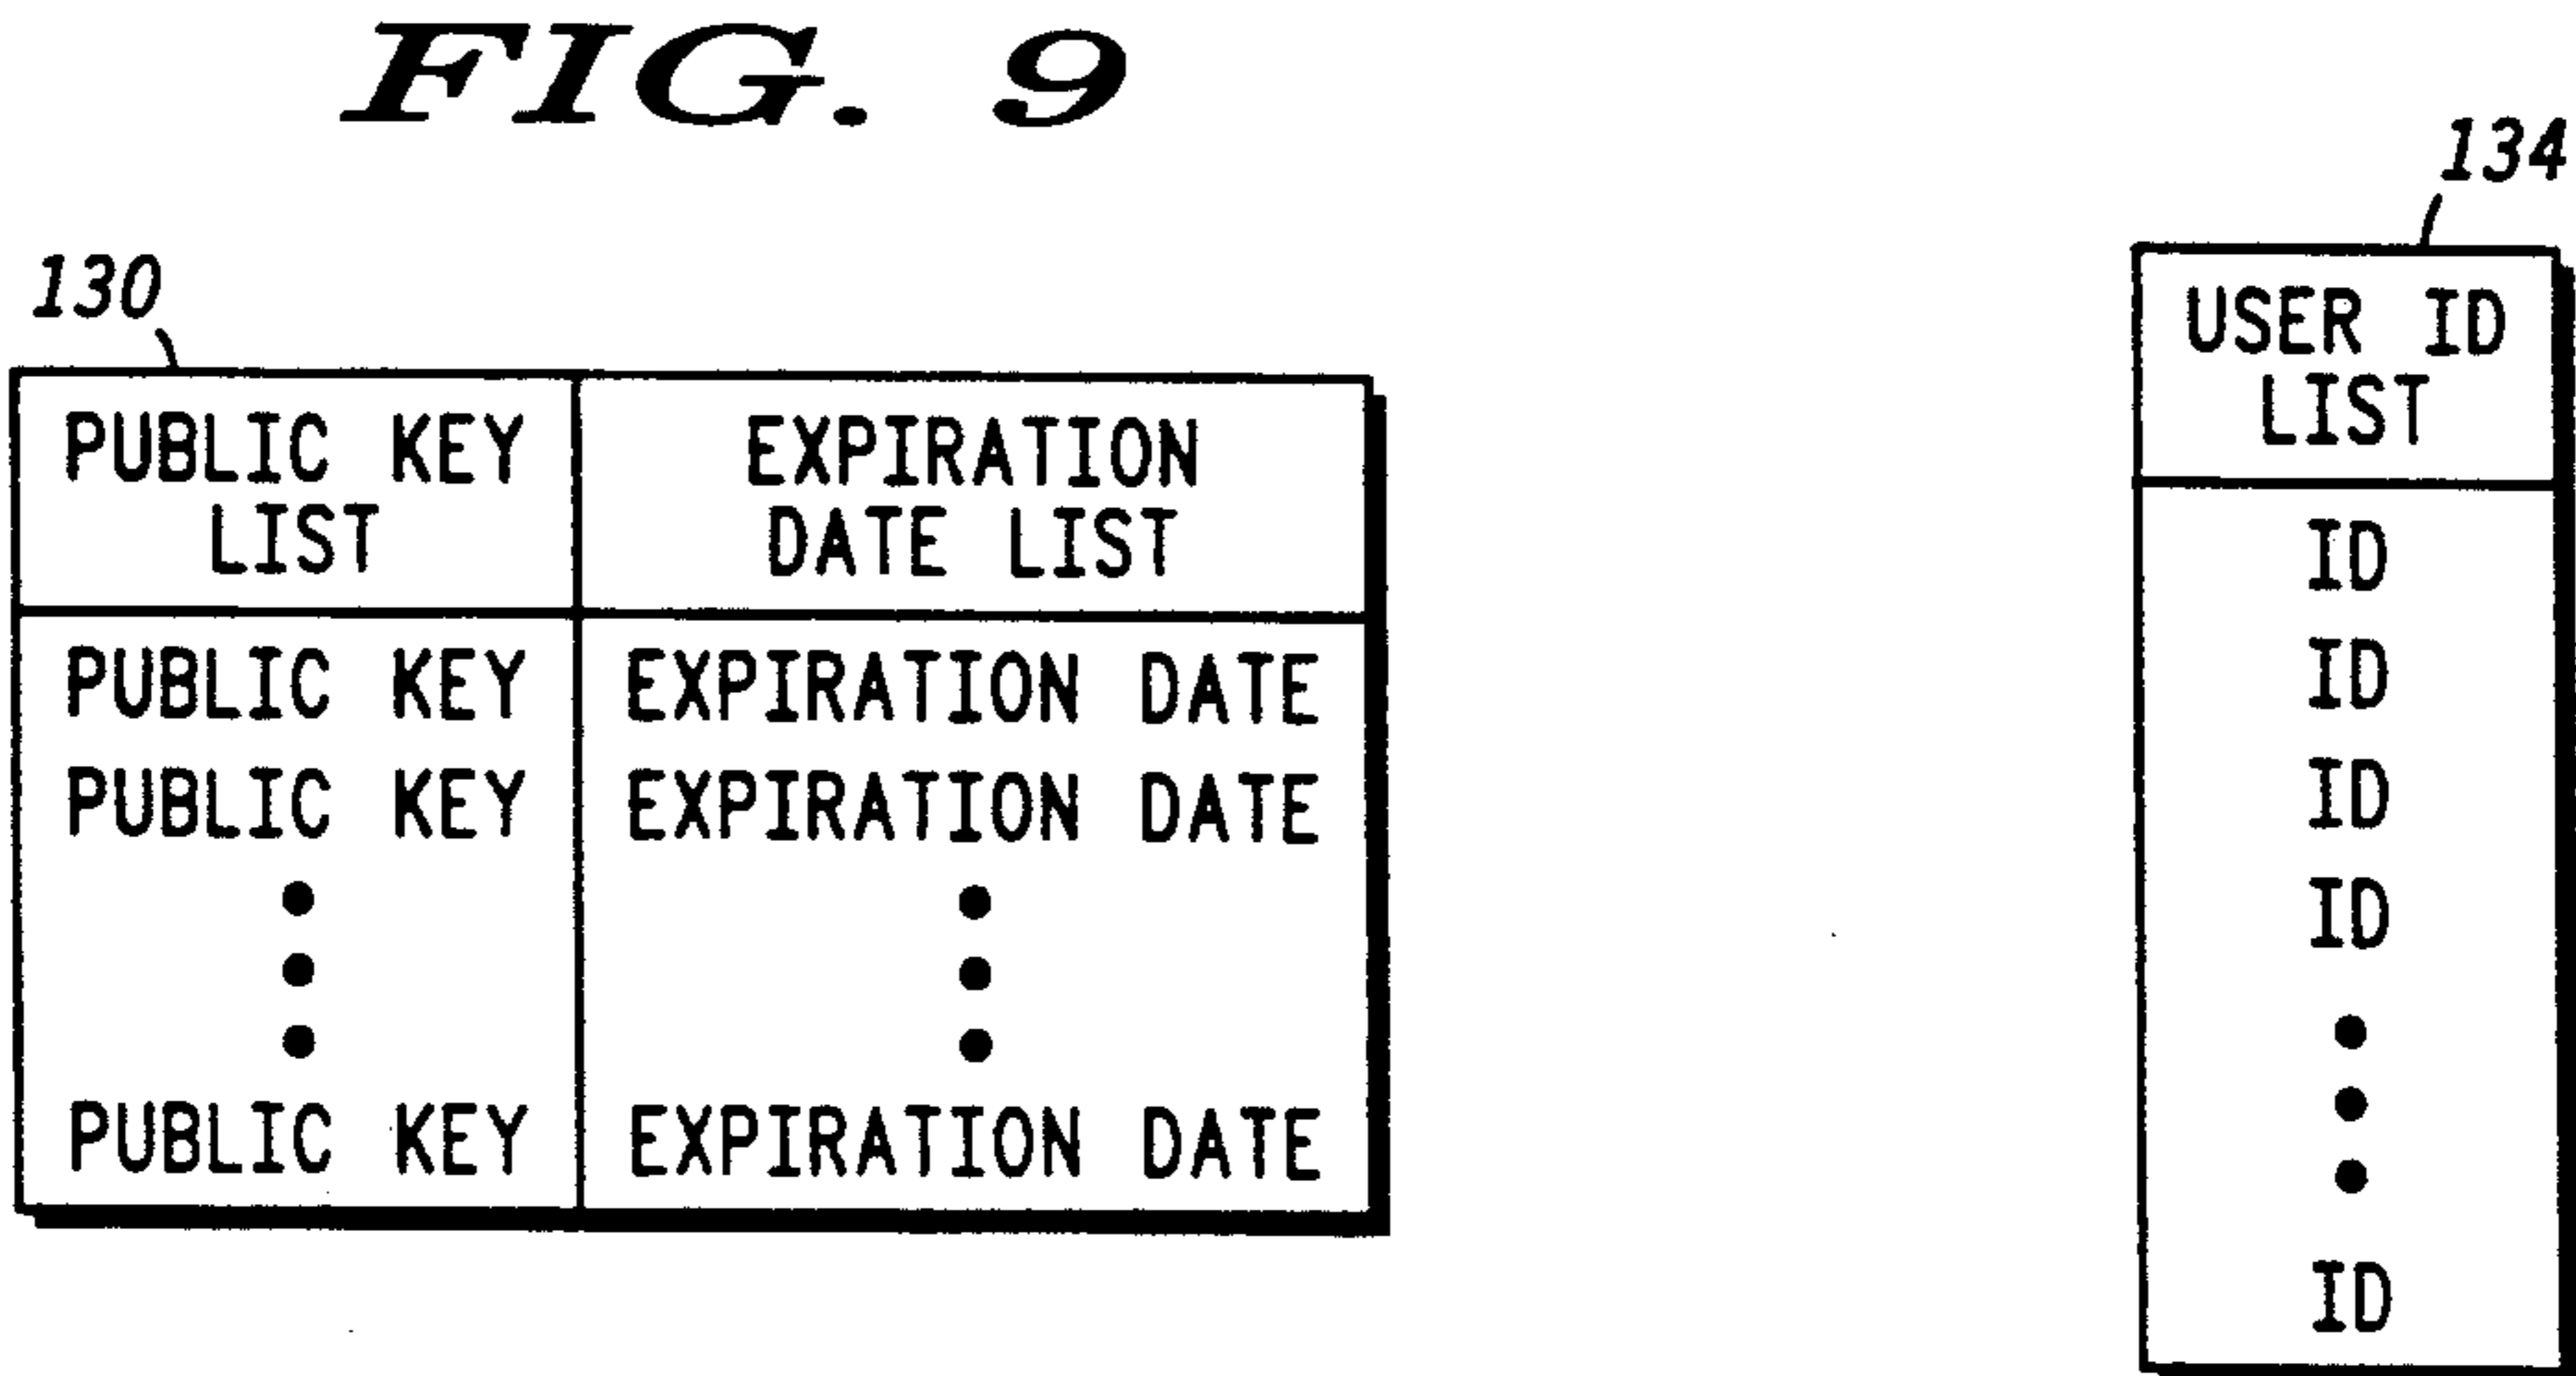 FIG. 9
130
PUBLIC KEY LIST
EXPIRATION DATE LIST
PUBLIC KEY EXPIRATION DATE
PUBLIC KEY EXPIRATION DATE
PUBLIC KEY EXPIRATION DATE
134
USER ID
LIST
ID
ID
ID
ID
ID